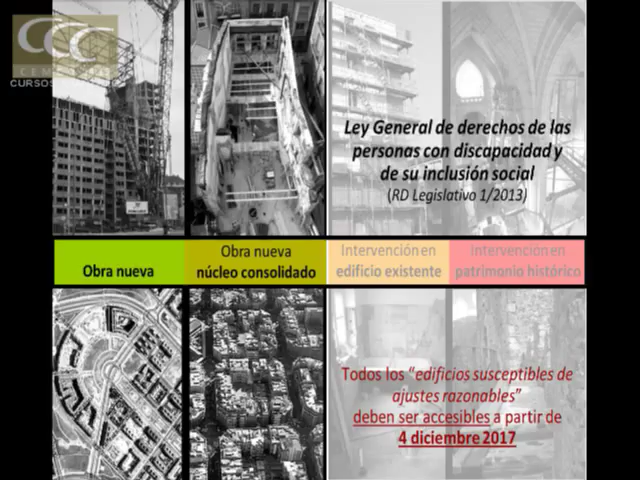 CCC
CURSOS
Ley General de derechos de las
personas con discapacidad y
de su inclusión social
(RD Legislativo 1/2013)
Obra nueva
Obra nueva
núcleo consolidado
Intervención en
edificio existente
Intervención en
patrimonio histórico
Todos los “edificios susceptibles de
ajustes razonables”
deben ser accesibles a partir de
4 diciembre 2017